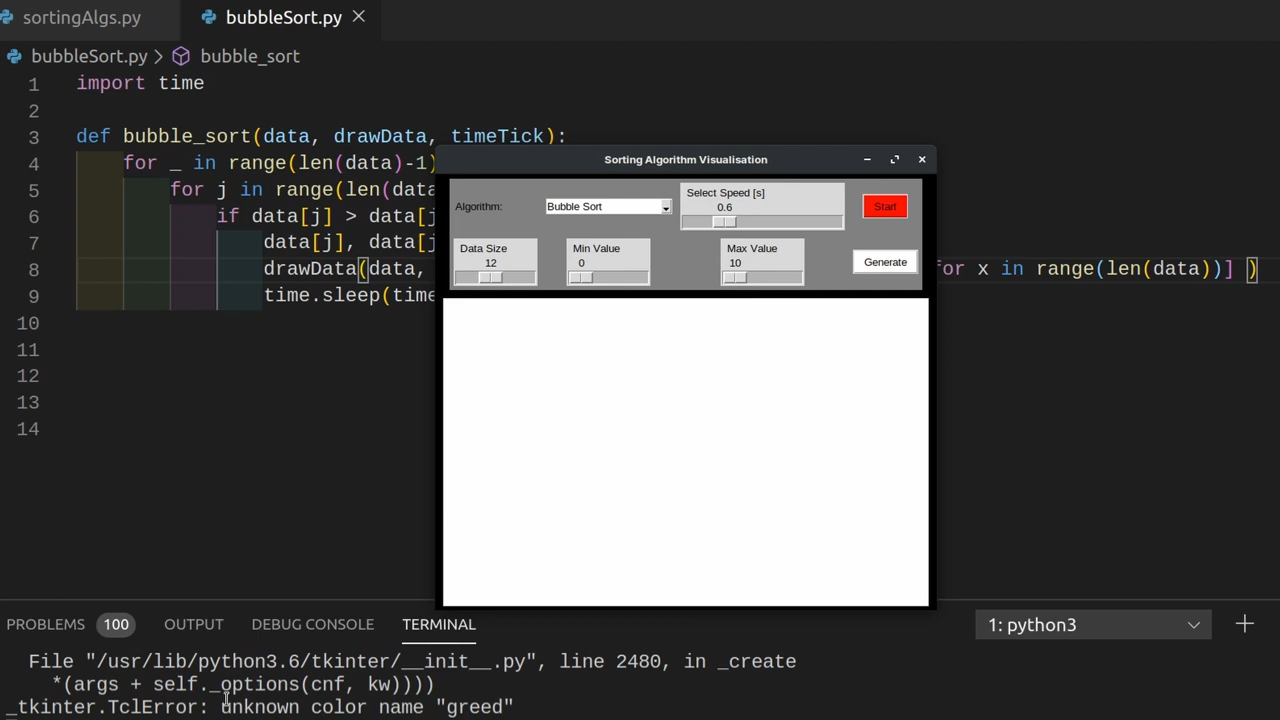 sortingAlgs.py bubbleSort.py
bubbleSort.py > bubble_sort
1 import time
2
3 def bubble_sort(data, drawData, timeTick):
4 for _ in range(len(data)-1)
5 for j in range(len(data
6 if data[j] > data[j
7 data[j], data[j
8 drawData(data, for x in range(len(data))] )
9 time.sleep(time
10
11
12
13
14
Sorting Algorithm Visualisation
Algorithm: Bubble Sort
Select Speed [s]
0.6
Start
Data Size
12
Min Value
0
Max Value
10
Generate
PROBLEMS 100 OUTPUT DEBUG CONSOLE TERMINAL 1: python3
File "/usr/lib/python3.6/tkinter/__init__.py", line 2480, in _create
*(args + self._options(cnf, kw))))
_tkinter.TclError: unknown color name "greed"